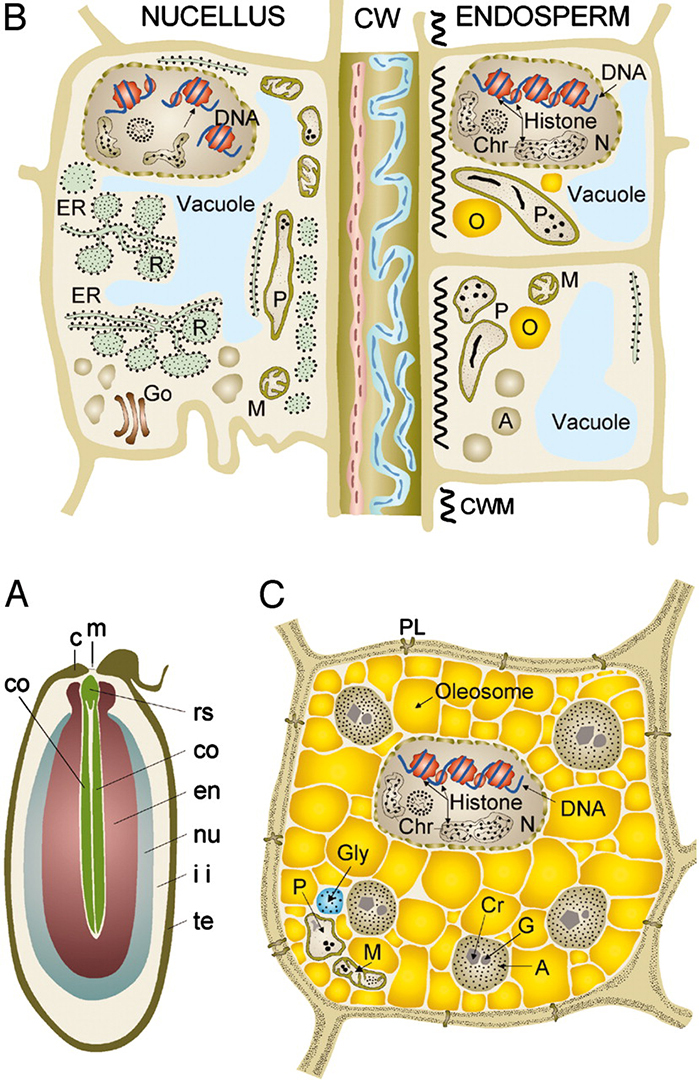 B NUCELLUS CW ENDOSPERM
DNA
DNA
Histone
Chr N
ER Vacuole Vacuole
P
R O
ER
P M
P
R O
Go M A Vacuole
CWM
A C
c m PL
co Oleosome
rs
co
en Histone DNA
Chr N
nu Gly
i i P Cr
G
te M A